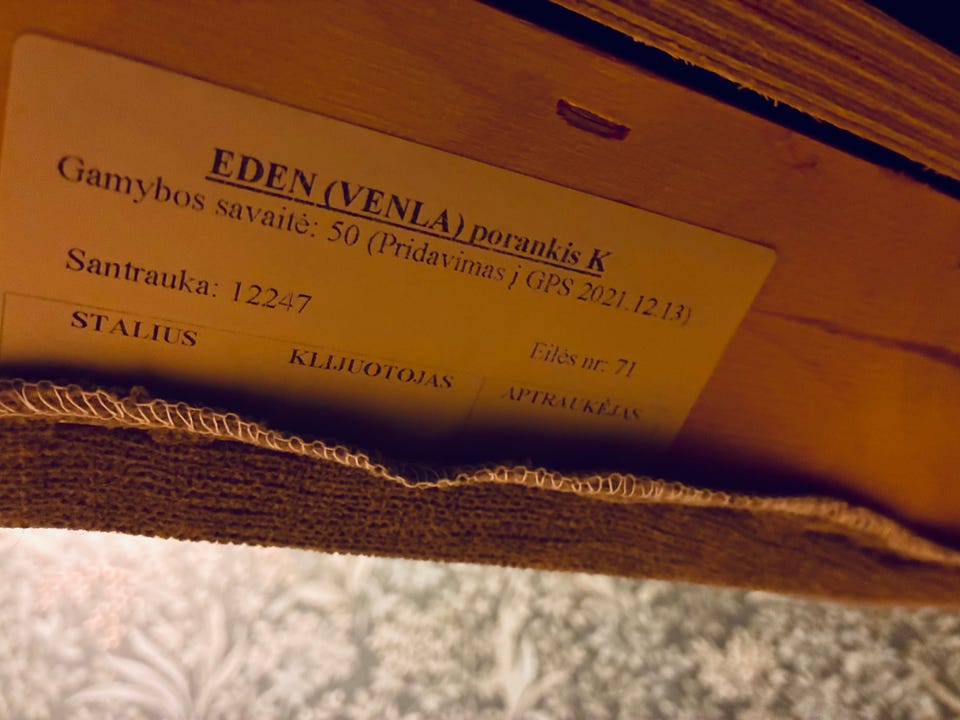 EDEN (VENLA) porankis K
Gamybos savaitė: 50 (Pridavimas į GPS 2021.12.13)
Santrauka: 12247
Eilės nr: 71
STALIUS KLIJUOTOJAS APTRAUKĖJAS